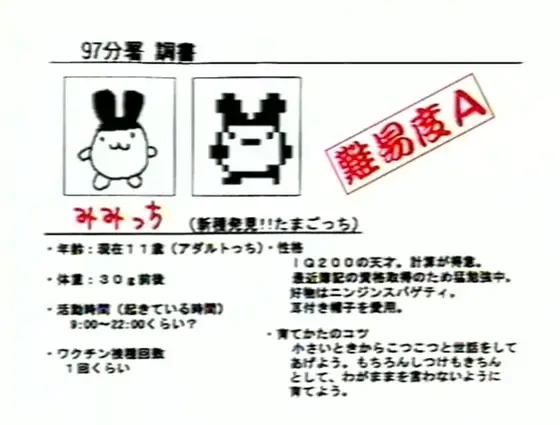 97分署 調書
難易度A
みみっち
(新種発見!!たまごっち)
・年齢:現在11歳(アダルトっち)
・体重:30g前後
・活動時間(起きている時間)
9:00〜22:00くらい?
・ワクチン接種回数
1回くらい
・性格
IQ200の天才。計算が得意。
最近簿記の資格取得のため猛勉強中。
好物はニンジンスパゲティ。
耳付き帽子を愛用。
・育てかたのコツ
小さいときからこつこつと世話をして
あげよう。もちろんしつけもきちん
として、わがままを言わないように
育てよう。